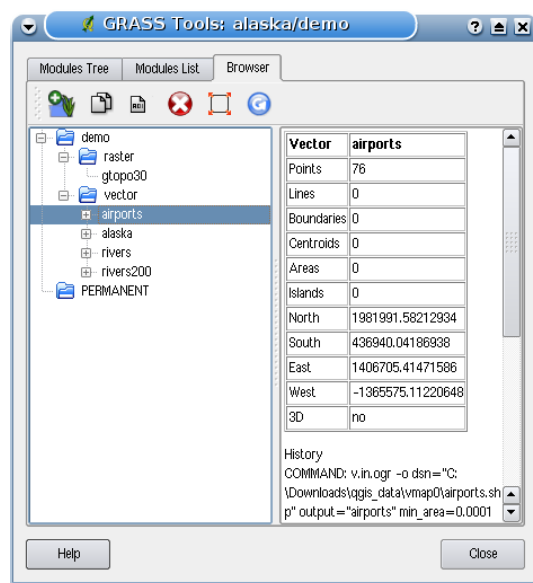 GRASS Tools: alaska/demo
Modules Tree Modules List Browser
demo
raster
gtopo30
vector
airports
alaska
rivers
rivers200
PERMANENT
Vector airports
Points 76
Lines 0
Boundaries 0
Centroids 0
Areas 0
Islands 0
North 1981991.58212934
South 436940.04186938
East 1406705.41471586
West -1365575.11220648
3D no
History
COMMAND: v.in.ogr -o dsn="C:
\Downloads\qgis_data\vmap0\airports.sh
p" output="airports" min_area=0.0001
Help Close